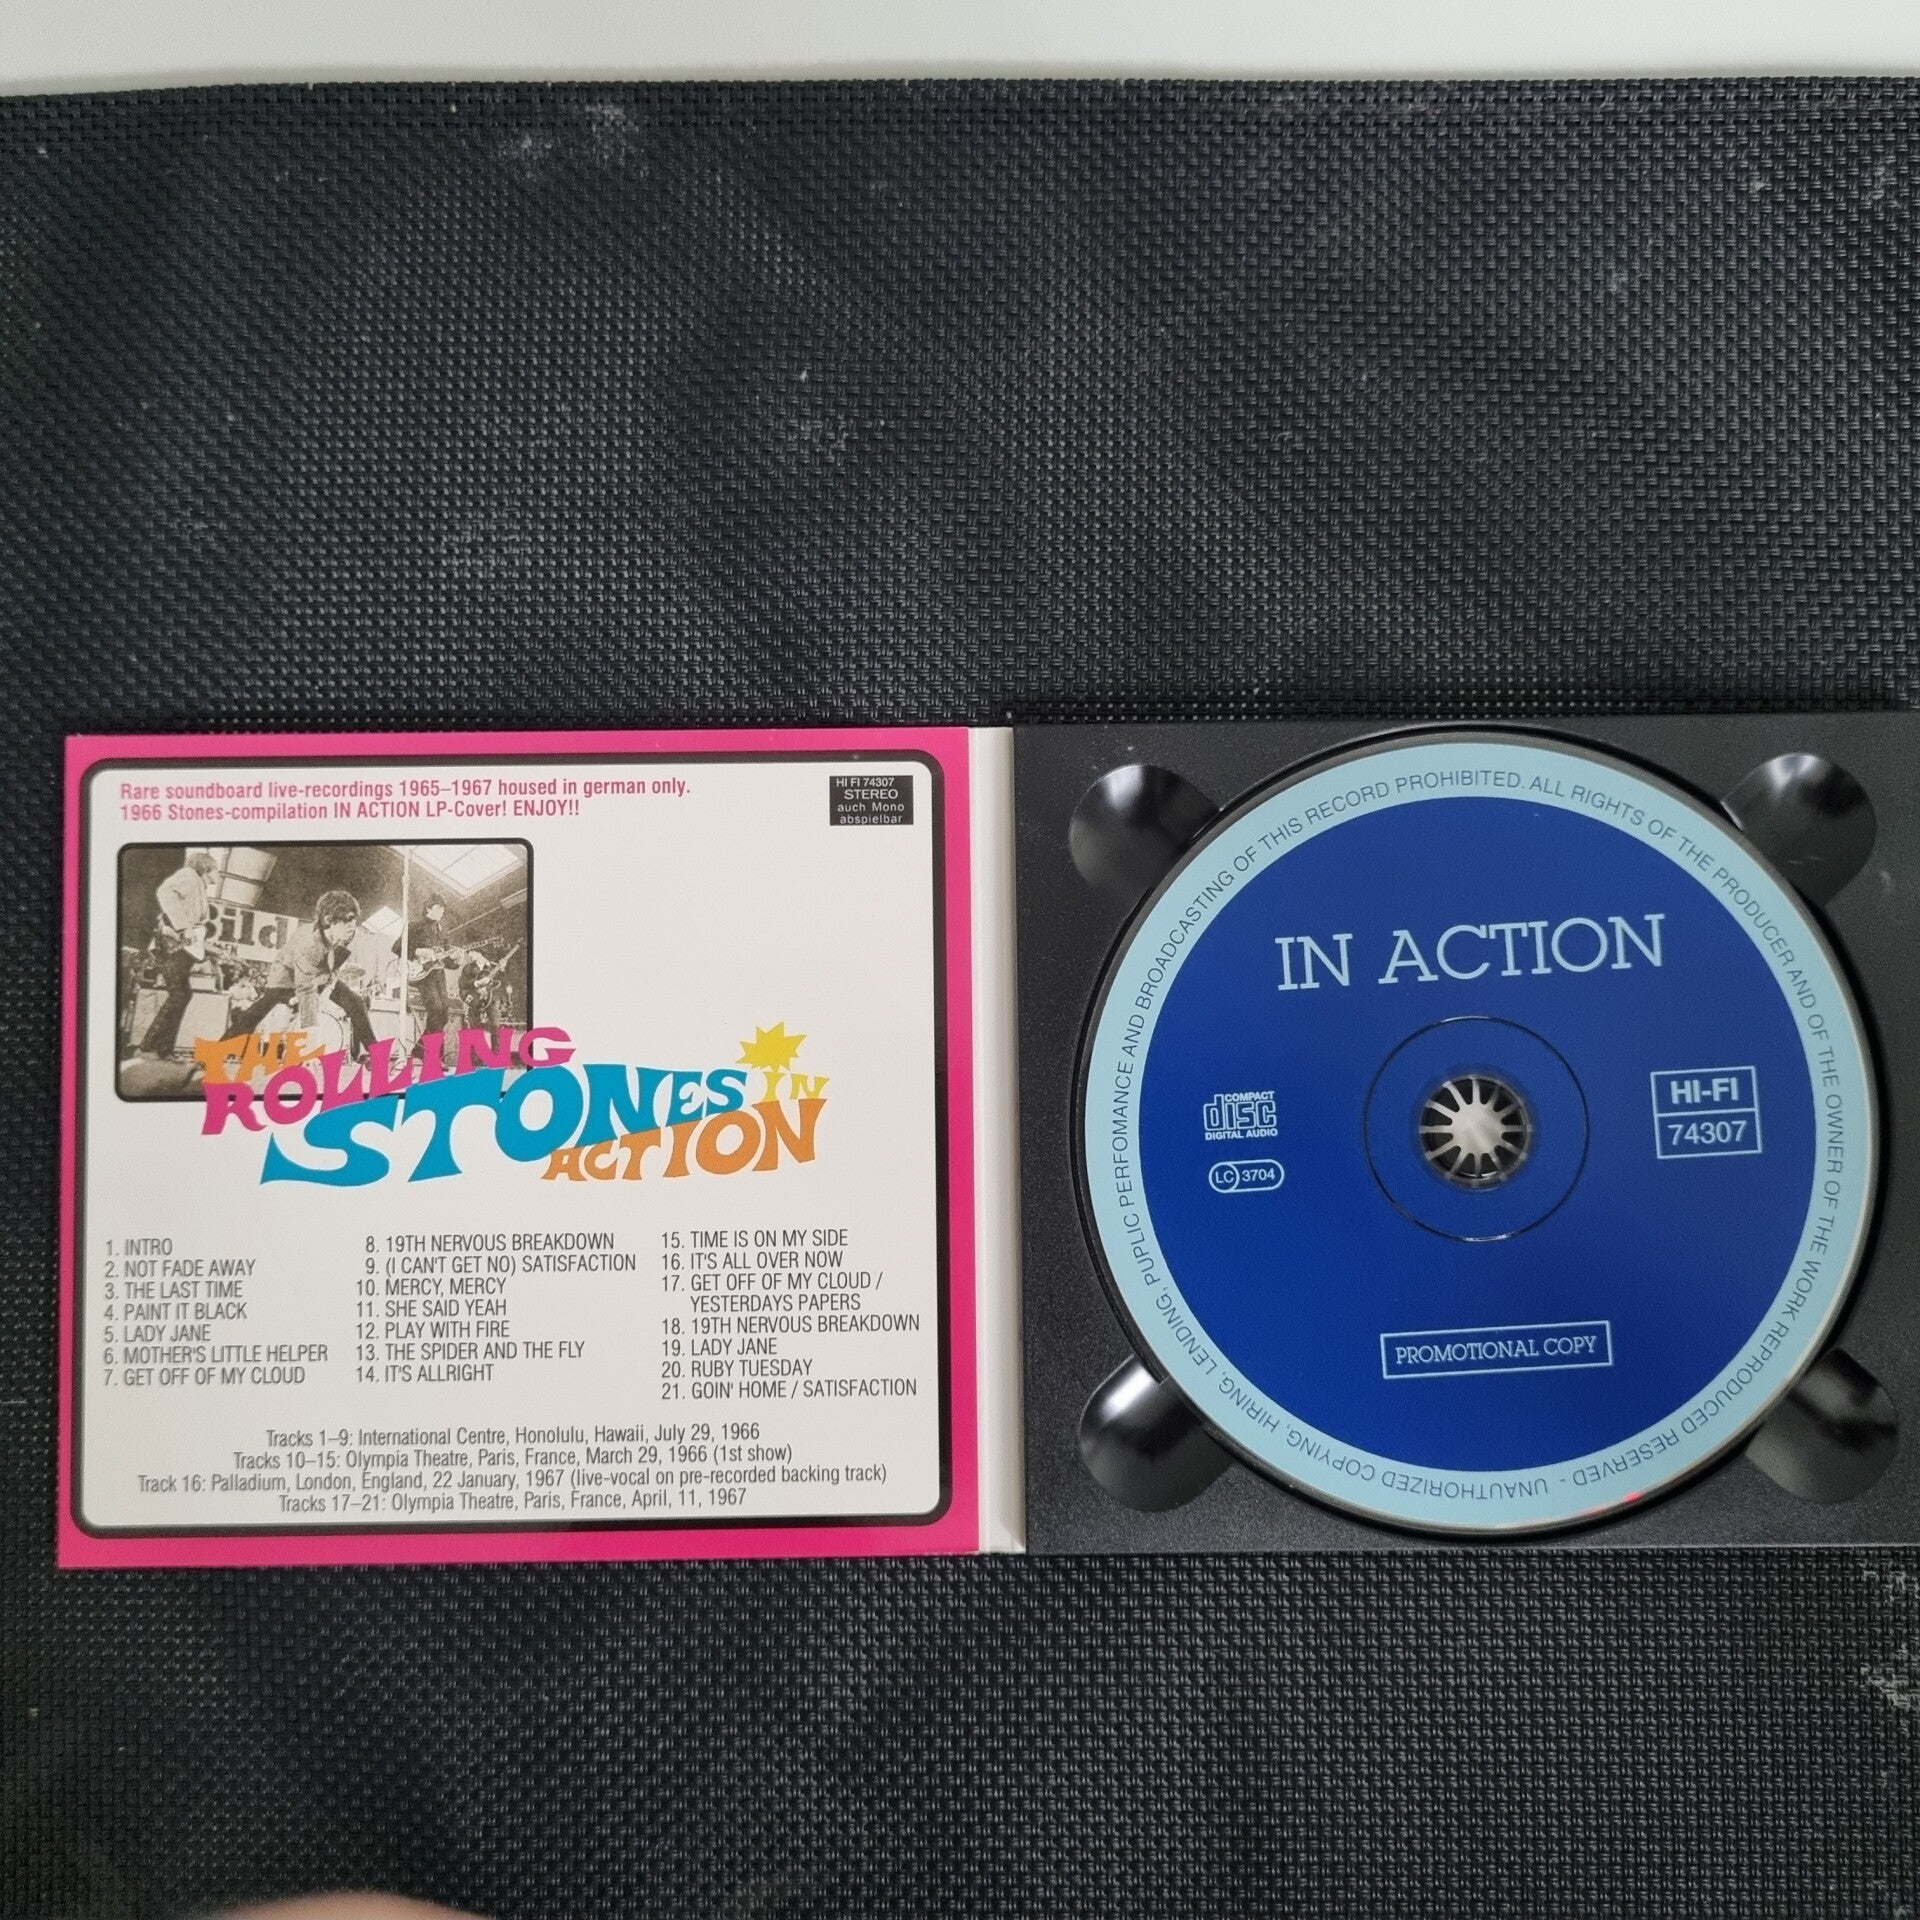 Rare soundboard live-recordings 1965–1967 housed in german only.
1966 Stones-compilation IN ACTION LP-Cover! ENJOY!!
HI FI 74307
STEREO
auch Mono
abspielbar
Bild
THE
ROLLING
STONES IN
ACTION
1. INTRO
2. NOT FADE AWAY
3. THE LAST TIME
4. PAINT IT BLACK
5. LADY JANE
6. MOTHER'S LITTLE HELPER
7. GET OFF OF MY CLOUD
8. 19TH NERVOUS BREAKDOWN
9. (I CAN'T GET NO) SATISFACTION
10. MERCY, MERCY
11. SHE SAID YEAH
12. PLAY WITH FIRE
13. THE SPIDER AND THE FLY
14. IT'S ALLRIGHT
15. TIME IS ON MY SIDE
16. IT'S ALL OVER NOW
17. GET OFF OF MY CLOUD /
YESTERDAYS PAPERS
18. 19TH NERVOUS BREAKDOWN
19. LADY JANE
20. RUBY TUESDAY
21. GOIN' HOME / SATISFACTION
Tracks 1–9: International Centre, Honolulu, Hawaii, July 29, 1966
Tracks 10–15: Olympia Theatre, Paris, France, March 29, 1966 (1st show)
Track 16: Palladium, London, England, 22 January, 1967 (live-vocal on pre-recorded backing track)
Tracks 17–21: Olympia Theatre, Paris, France, April, 11, 1967
IN ACTION
COMPACT
disc
DIGITAL AUDIO
LC 3704
HI-FI
74307
PROMOTIONAL COPY
UNAUTHORIZED COPYING, HIRING, LENDING, PUPLIC PERFOMANCE AND BROADCASTING OF THIS RECORD PROHIBITED. ALL RIGHTS OF THE PRODUCER AND OF THE OWNER OF THE WORK REPRODUCED RESERVED -